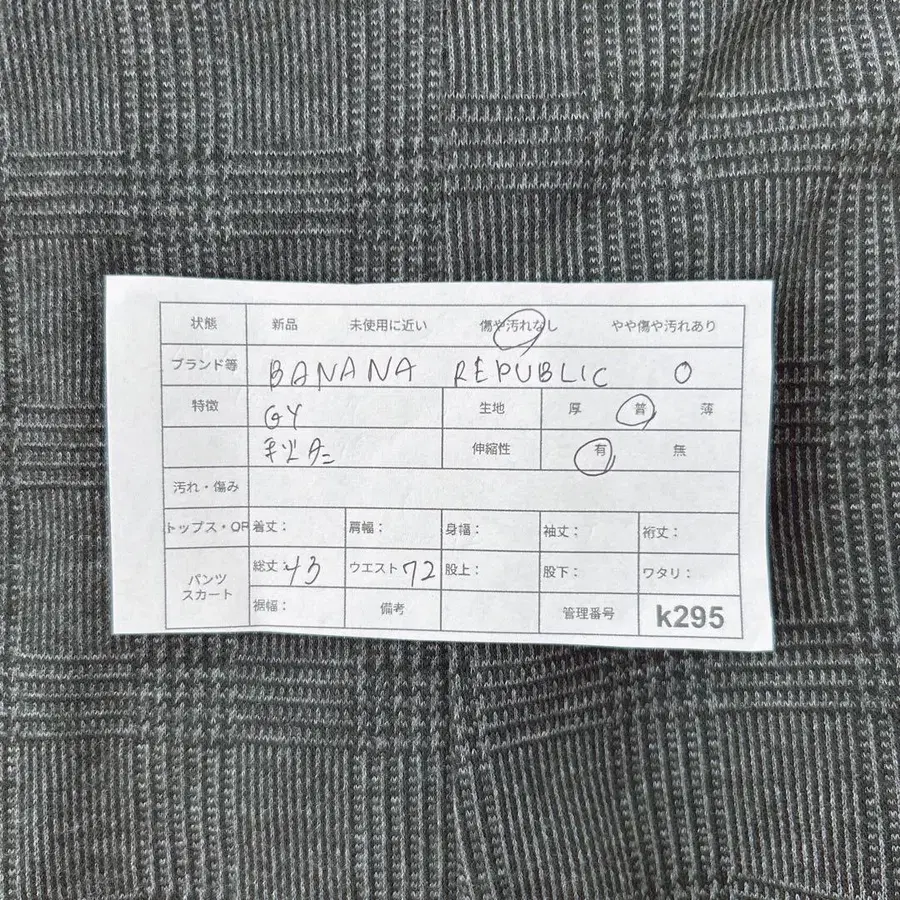 状態 新品 未使用に近い 傷や汚れなし やや傷や汚れあり
ブランド等 BANANA REPUBLIC 0
特徴 GY 生地 厚 普 薄
伸縮性 有 無
汚れ・傷み
トップス・OP 着丈: 肩幅: 身幅: 袖丈: 裄丈:
パンツ スカート 総丈: 43 ウエスト 72 股上: 股下: ワタリ:
裾幅: 備考 管理番号 k295